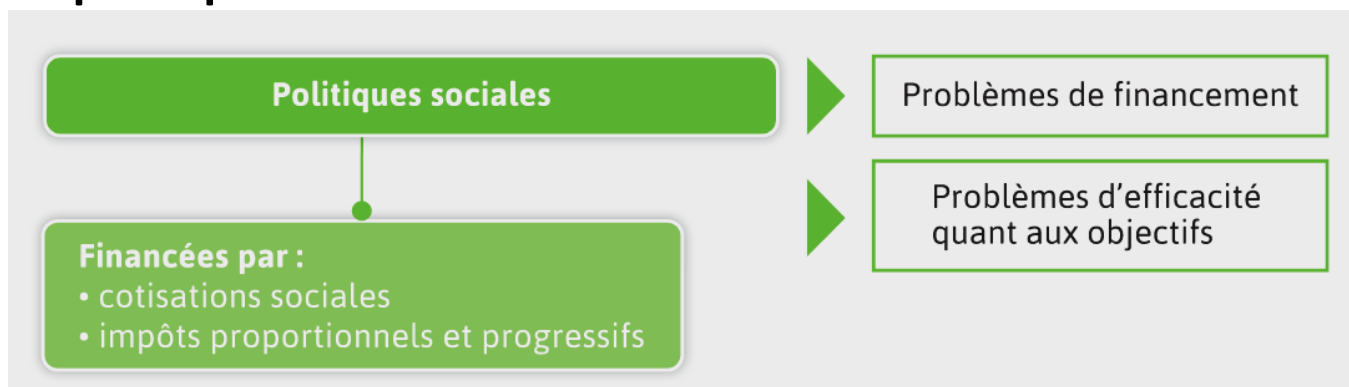 Politiques sociales
Problèmes de financement
Problèmes d'efficacité
quant aux objectifs
Financées par :
• cotisations sociales
• impôts proportionnels et progressifs